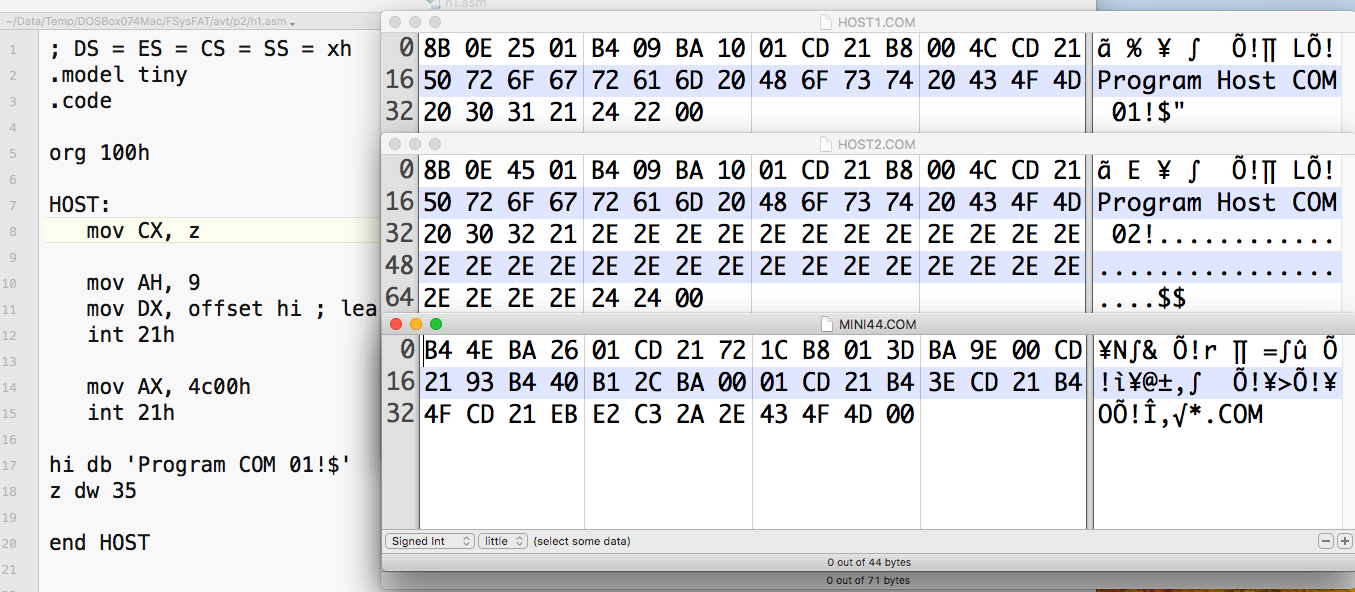 h1.asm
~/Data/Temp/DOSBox074Mac/FSysFAT/avt/p2/h1.asm
1 ; DS = ES = CS = SS = xh
2 .model tiny
3 .code
4
5 org 100h
6
7 HOST:
8 mov CX, z
9
10 mov AH, 9
11 mov DX, offset hi ; lea
12 int 21h
13
14 mov AX, 4c00h
15 int 21h
16
17 hi db 'Program COM 01!$'
18 z dw 35
19
20 end HOST
21
HOST1.COM
0 8B 0E 25 01 B4 09 BA 10 01 CD 21 B8 00 4C CD 21 ã % ¥ ∫ Õ!∏ LÕ!
16 50 72 6F 67 72 61 6D 20 48 6F 73 74 20 43 4F 4D Program Host COM
32 20 30 31 21 24 22 00 01!$"
HOST2.COM
0 8B 0E 45 01 B4 09 BA 10 01 CD 21 B8 00 4C CD 21 ã E ¥ ∫ Õ!∏ LÕ!
16 50 72 6F 67 72 61 6D 20 48 6F 73 74 20 43 4F 4D Program Host COM
32 20 30 32 21 2E 2E 2E 2E 2E 2E 2E 2E 2E 2E 2E 2E 02!............
48 2E 2E 2E 2E 2E 2E 2E 2E 2E 2E 2E 2E 2E 2E 2E 2E ................
64 2E 2E 2E 2E 24 24 00 ....$$
MINI44.COM
0 B4 4E BA 26 01 CD 21 72 1C B8 01 3D BA 9E 00 CD ¥N∫& Õ!r ∏ =∫û Õ
16 21 93 B4 40 B1 2C BA 00 01 CD 21 B4 3E CD 21 B4 !ì¥@±,∫ Õ!¥>Õ!¥
32 4F CD 21 EB E2 C3 2A 2E 43 4F 4D 00 OÕ!Î‚√*.COM
Signed Int little (select some data)
0 out of 44 bytes
0 out of 71 bytes